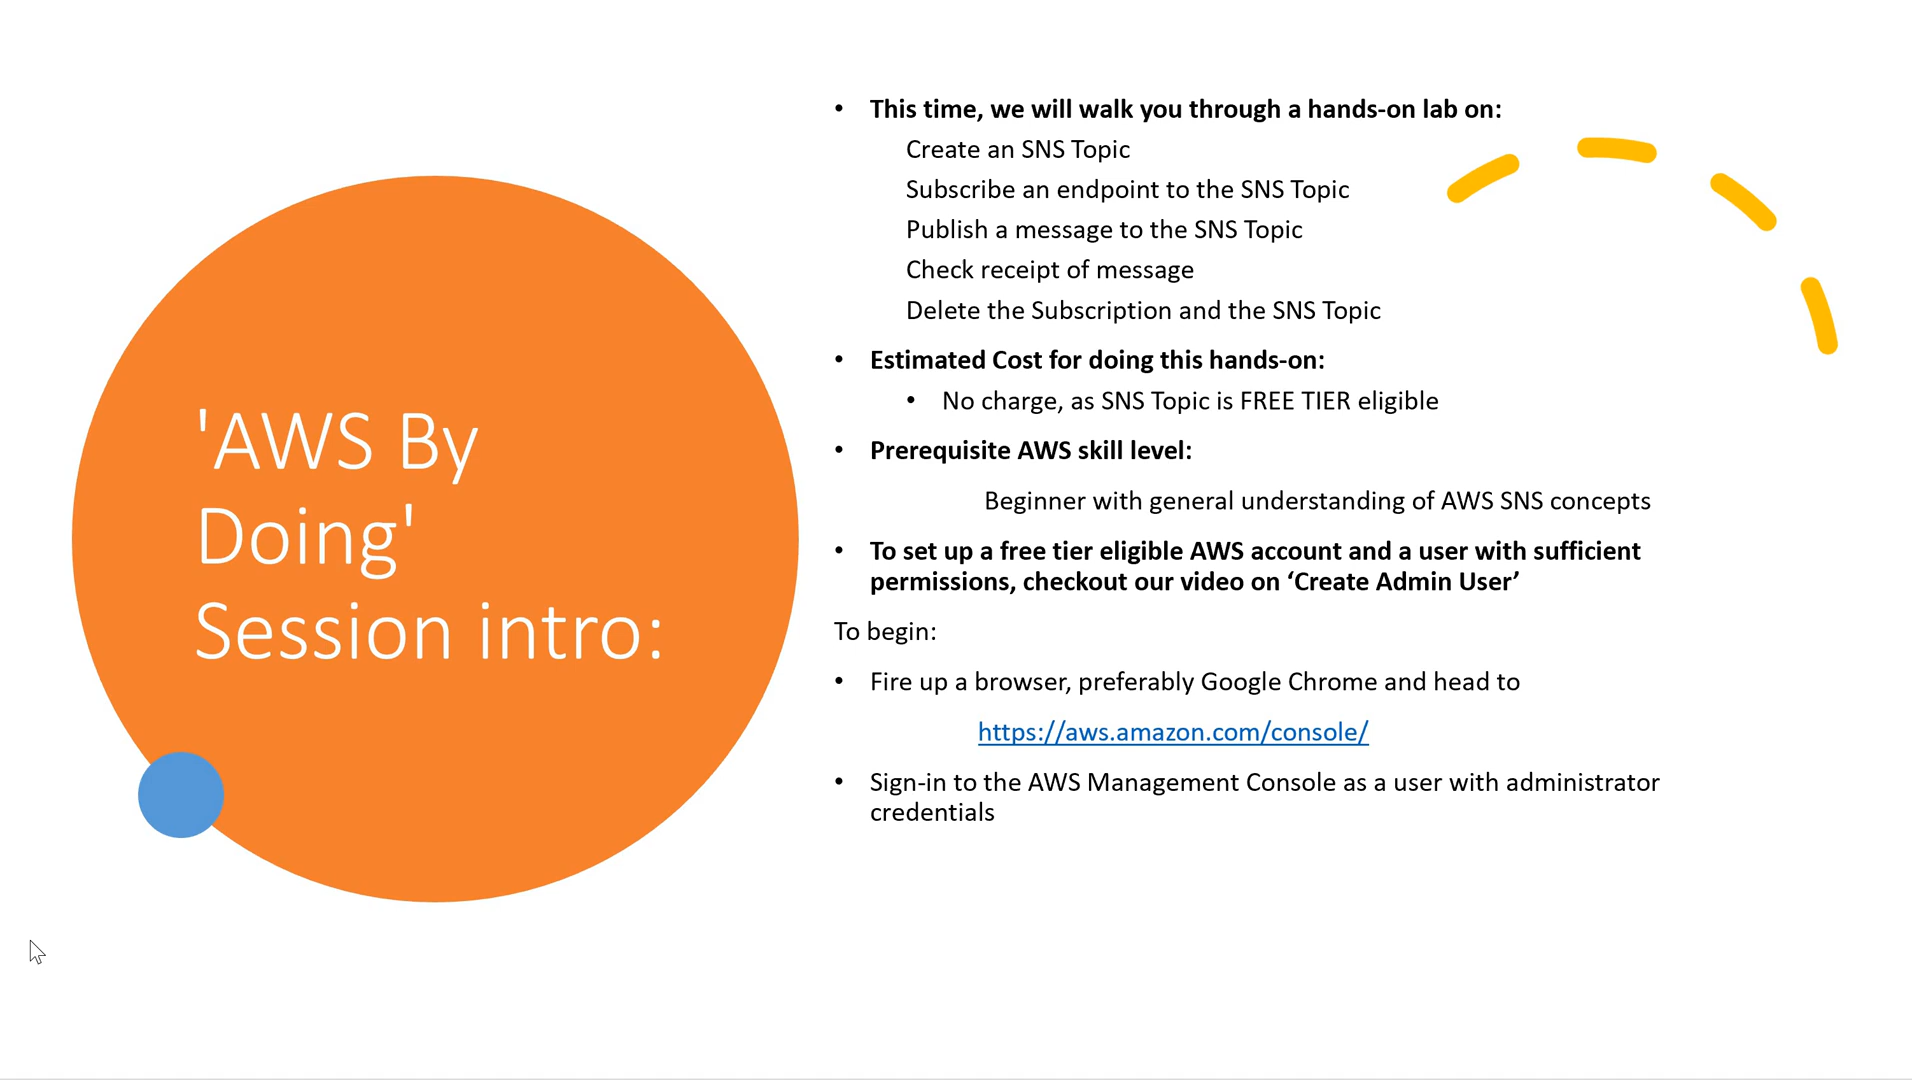 'AWS By
Doing'
Session intro:
• This time, we will walk you through a hands-on lab on:
Create an SNS Topic
Subscribe an endpoint to the SNS Topic
Publish a message to the SNS Topic
Check receipt of message
Delete the Subscription and the SNS Topic
• Estimated Cost for doing this hands-on:
• No charge, as SNS Topic is FREE TIER eligible
• Prerequisite AWS skill level:
Beginner with general understanding of AWS SNS concepts
• To set up a free tier eligible AWS account and a user with sufficient
permissions, checkout our video on ‘Create Admin User’
To begin:
• Fire up a browser, preferably Google Chrome and head to
https://aws.amazon.com/console/
• Sign-in to the AWS Management Console as a user with administrator
credentials